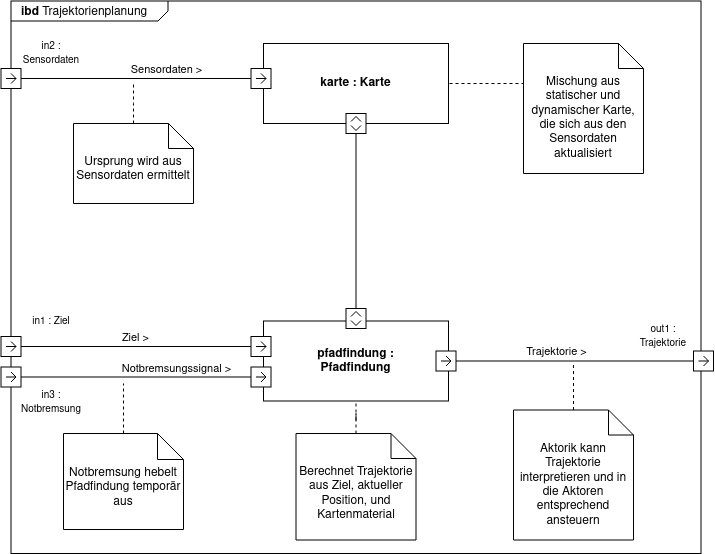 ibd Trajektorienplanung
in2 :
Sensordaten
Sensordaten >
karte : Karte
Mischung aus
statischer und
dynamischer Karte,
die sich aus den
Sensordaten
aktualisiert
Ursprung wird aus
Sensordaten ermittelt
in1 : Ziel
Ziel >
Notbremsungssignal >
in3 :
Notbremsung
pfadfindung :
Pfadfindung
Trajektorie >
out1 :
Trajektorie
Notbremsung hebelt
Pfadfindung temporär
aus
Berechnet Trajektorie
aus Ziel, aktueller
Position, und
Kartenmaterial
Aktorik kann
Trajektorie
interpretieren und in
die Aktoren
entsprechend
ansteuern